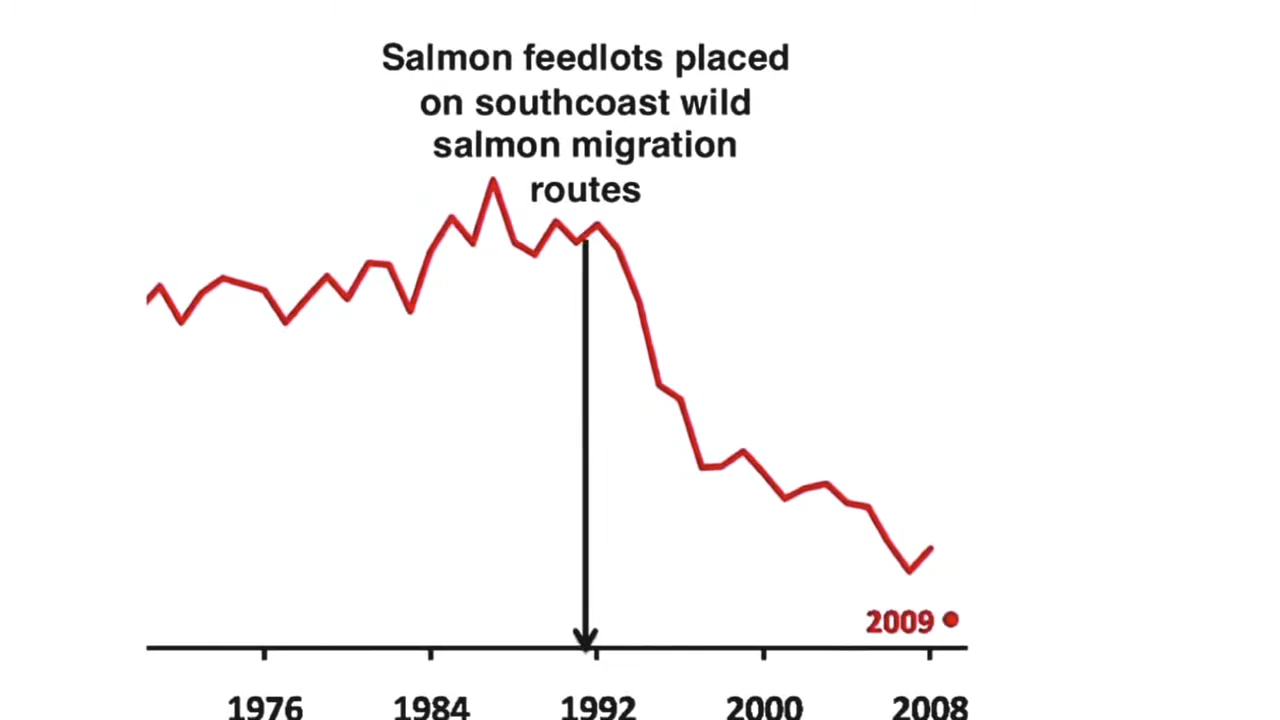 Salmon feedlots placed
on southcoast wild
salmon migration
routes
2009
1976 1984 1992 2000 2008